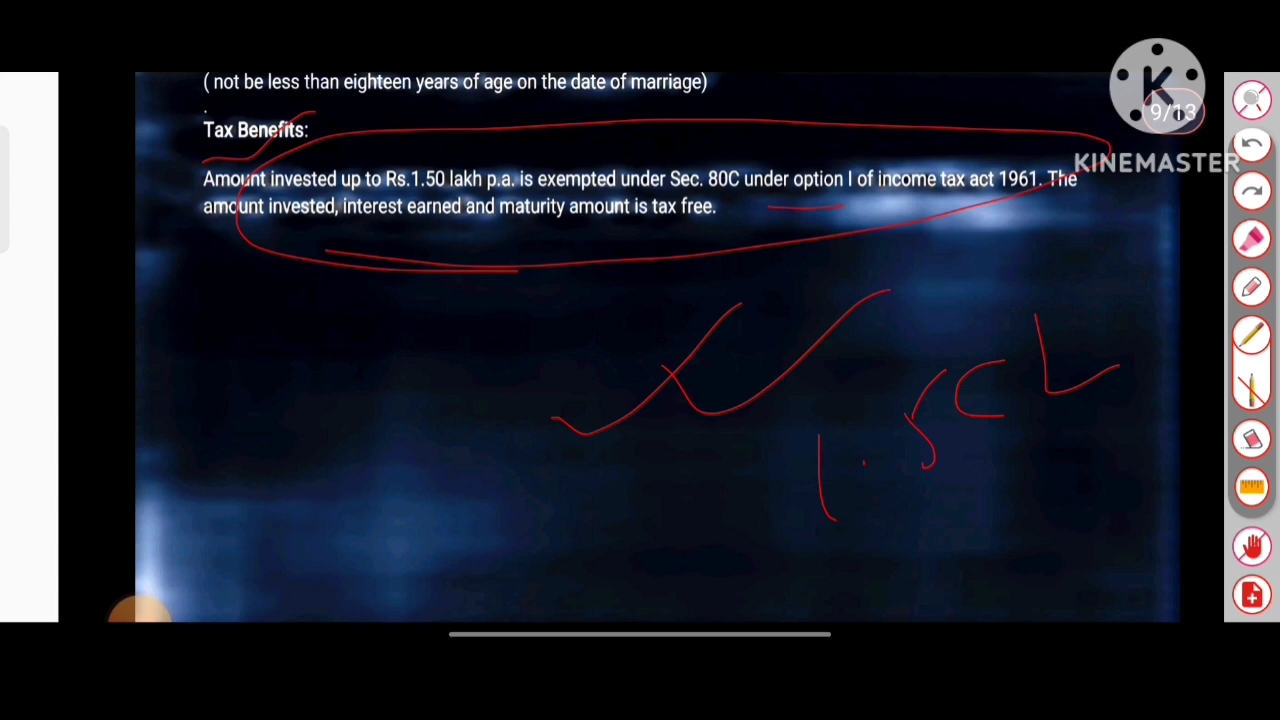 ( not be less than eighteen years of age on the date of marriage)
.
Tax Benefits:
9/13
KINEMASTER
Amount invested up to Rs.1.50 lakh p.a. is exempted under Sec. 80C under option I of income tax act 1961. The
amount invested, interest earned and maturity amount is tax free.